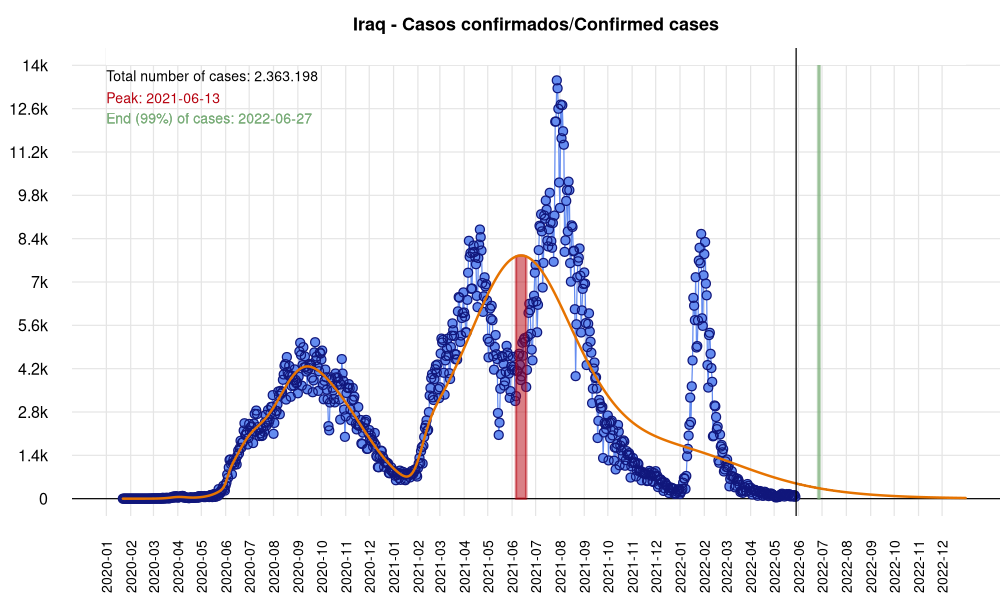 Iraq - Casos confirmados/Confirmed cases
14k
Total number of cases: 2.363.198
Peak: 2021-06-13
12.6k
End (99%) of cases: 2022-06-27
11.2k
9.8k
8.4k
7k
5.6k
4.2k
2.8k
1.4k
0
2020-01
2020-02
2020-03
2020-04
2020-05
2020-06
2020-07
2020-08
2020-09
2020-10
2020-11
2020-12
2021-01
2021-02
2021-03
2021-04
2021-05
2021-06
2021-07
2021-08
2021-09
2021-10
2021-11
2021-12
2022-01
2022-02
2022-03
2022-04
2022-05
2022-06
2022-07
2022-08
2022-09
2022-10
2022-11
2022-12